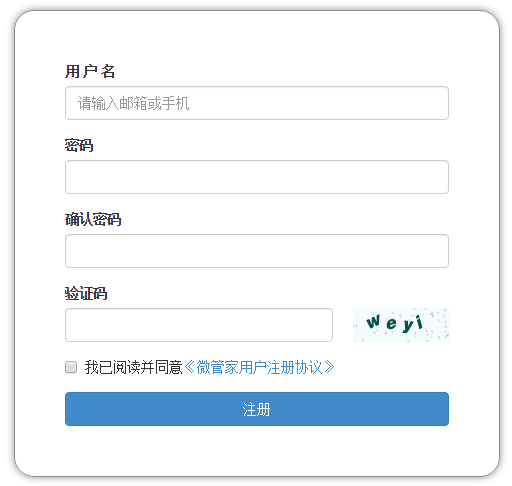 用户名
请输入邮箱或手机
密码
确认密码
验证码
weyi
我已阅读并同意《微管家用户注册协议》
注册